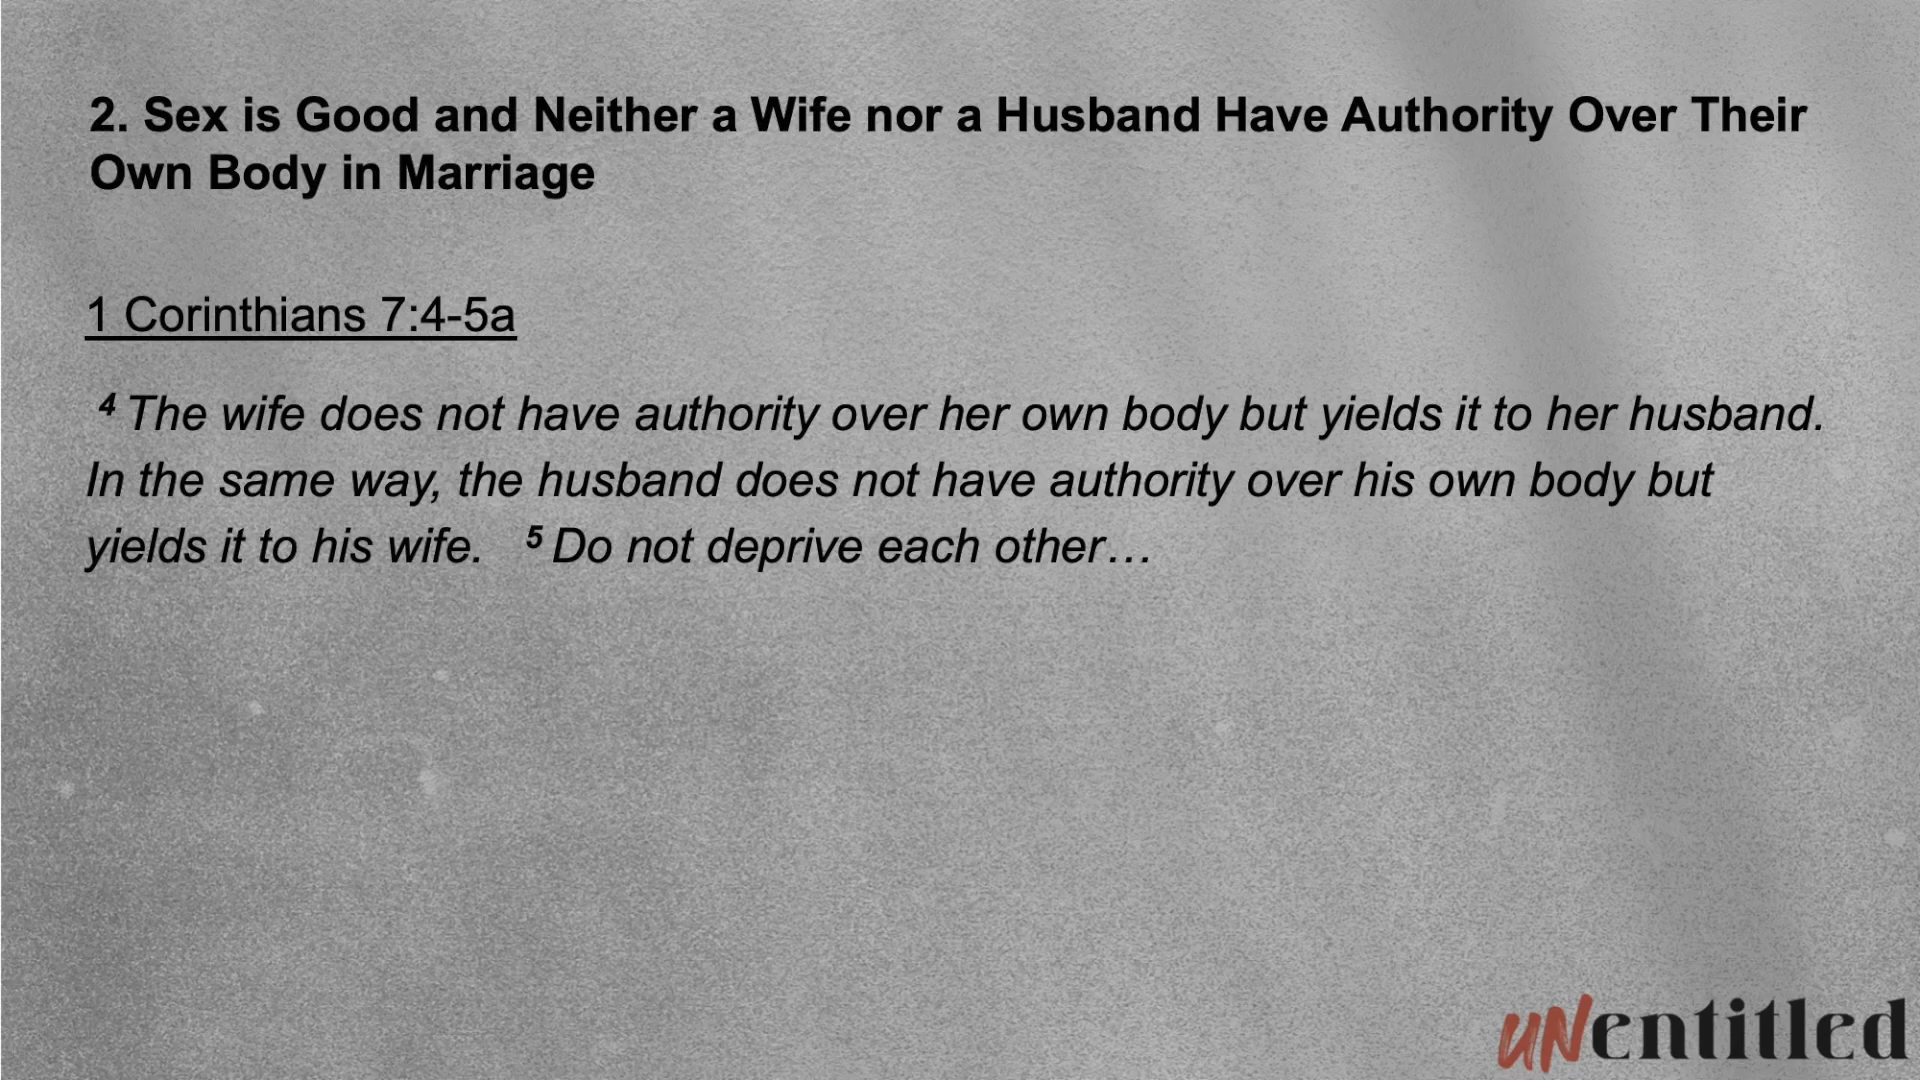 2. Sex is Good and Neither a Wife nor a Husband Have Authority Over Their
Own Body in Marriage
1 Corinthians 7:4-5a
4 The wife does not have authority over her own body but yields it to her husband.
In the same way, the husband does not have authority over his own body but
yields it to his wife. 5 Do not deprive each other…
unentitled